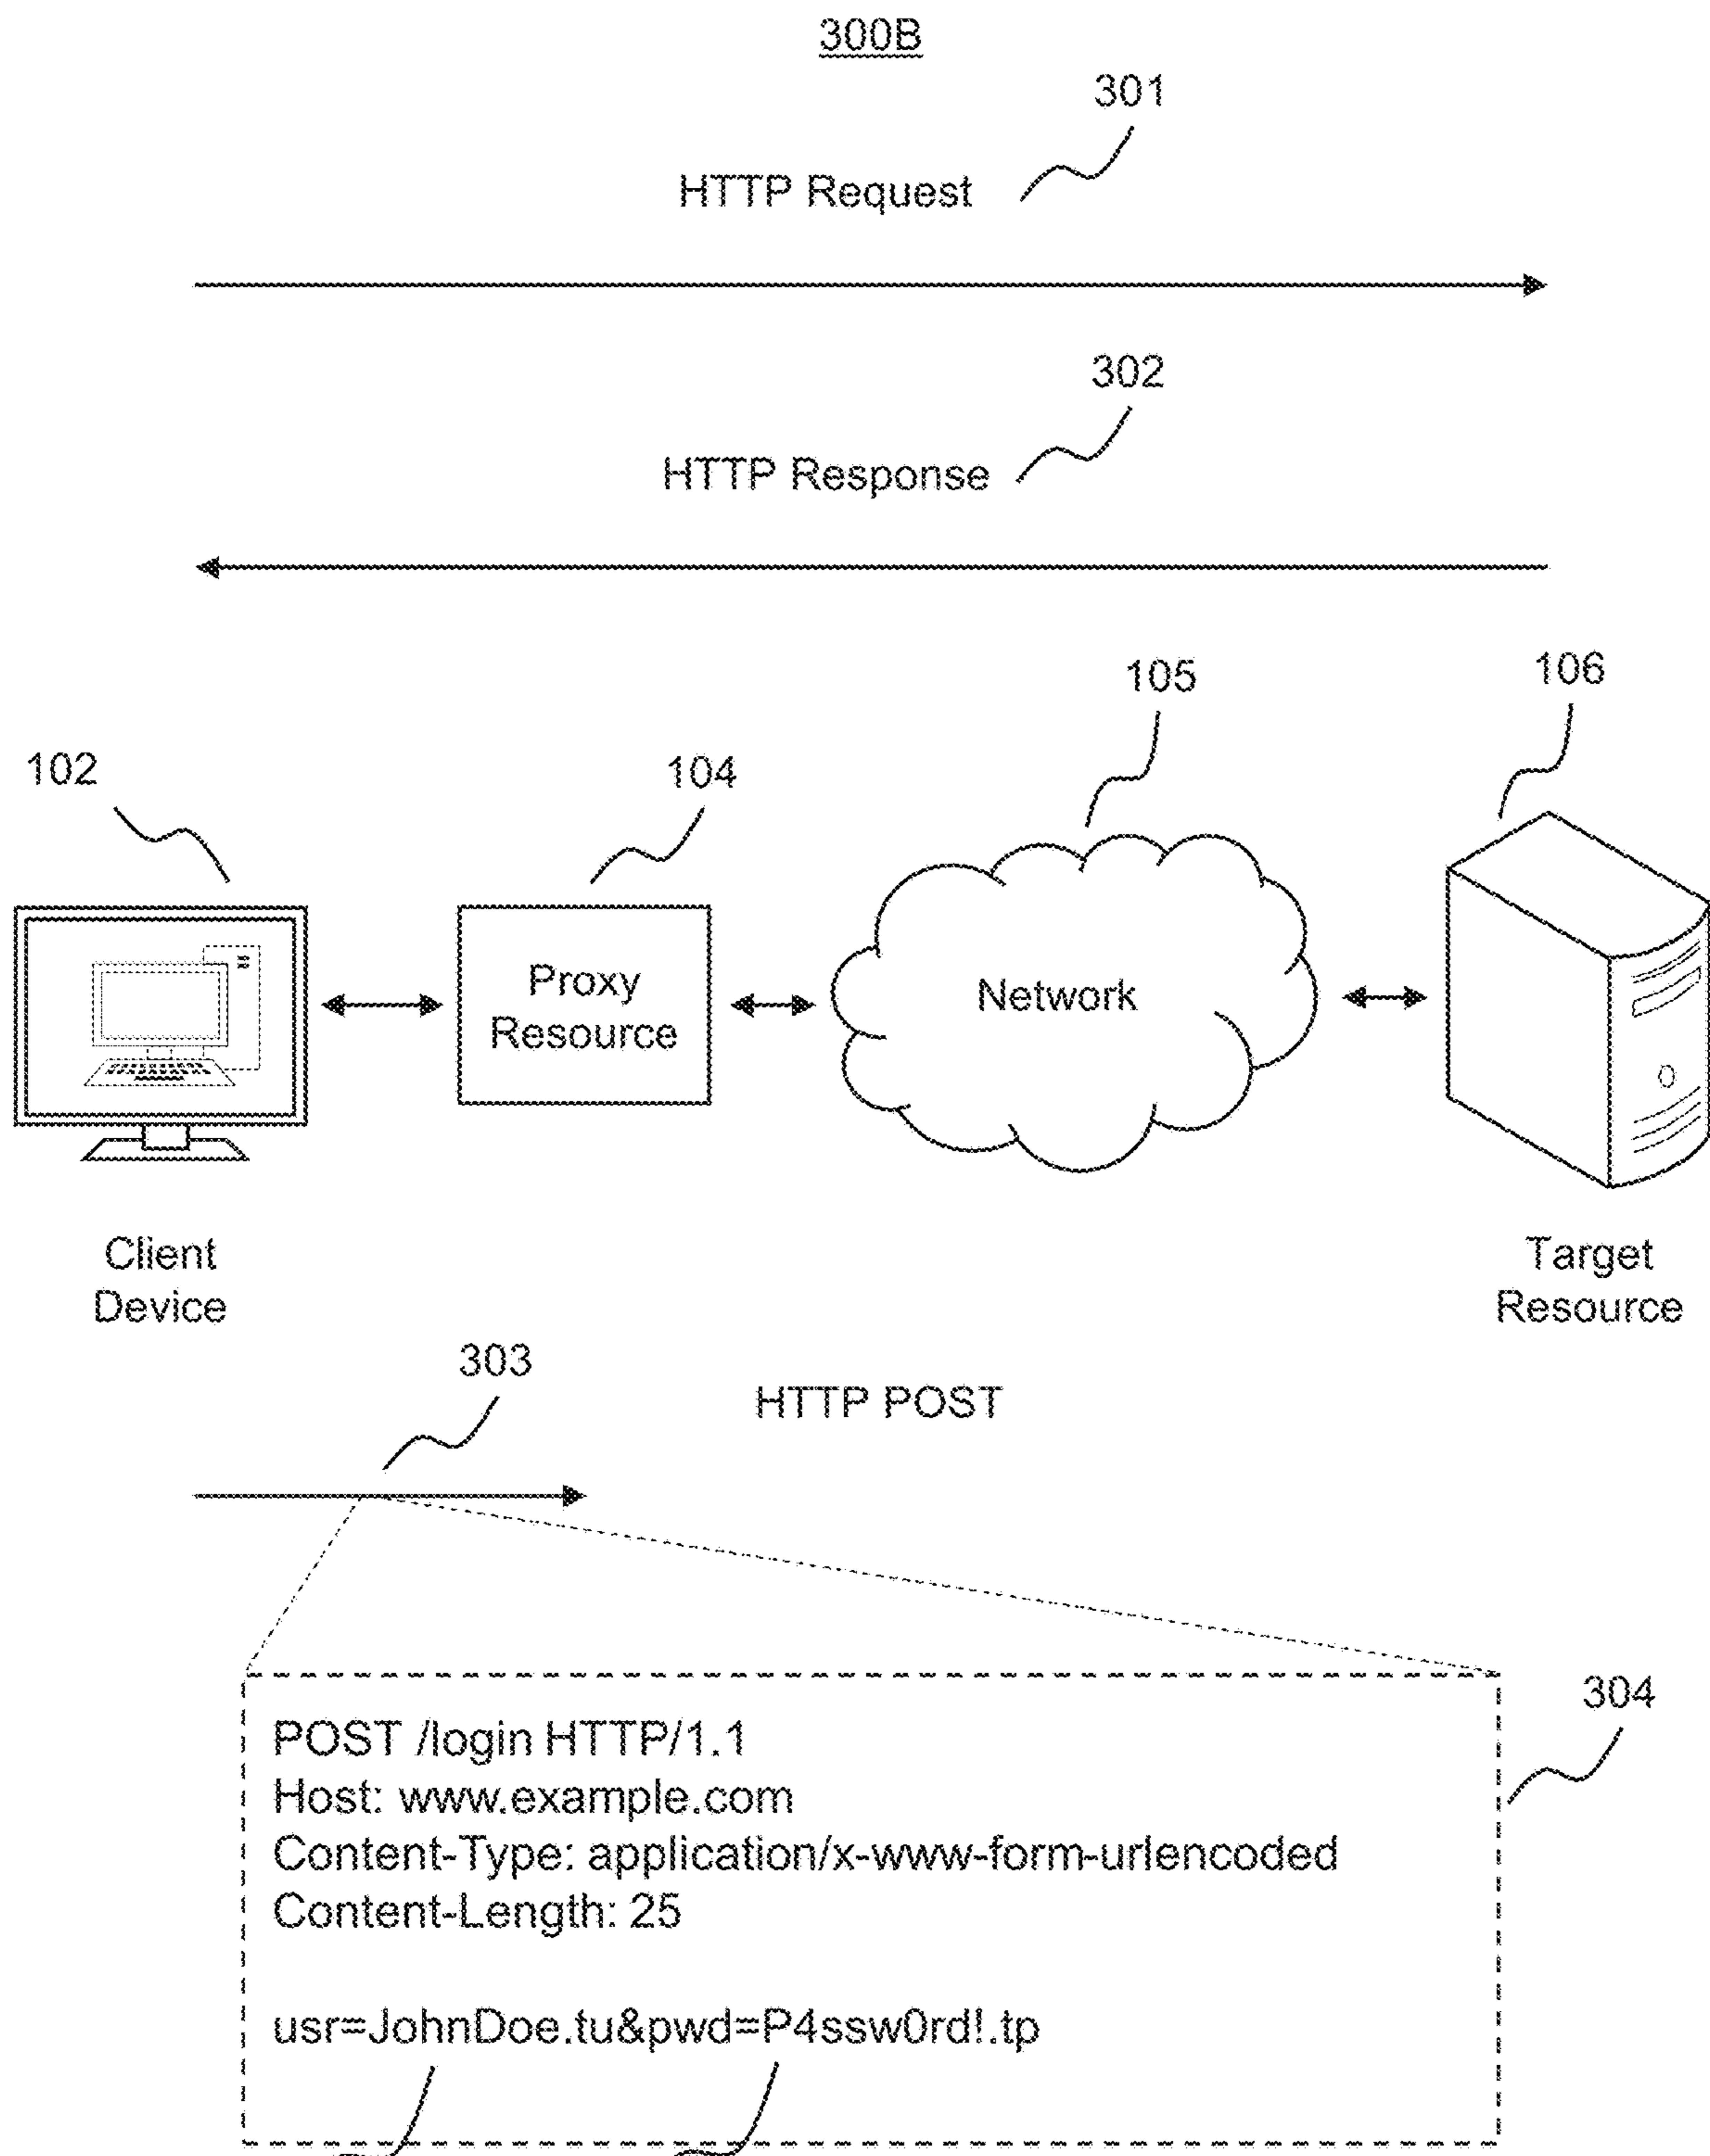 300B
301
HTTP Request
302
HTTP Response
105
106
102
104
Proxy
Resource
Network
Client
Device
Target
Resource
303
HTTP POST
304
POST /login HTTP/1.1
Host: www.example.com
Content-Type: application/x-www-form-urlencoded
Content-Length: 25
usr=JohnDoe.tu&pwd=P4ssw0rd!.tp